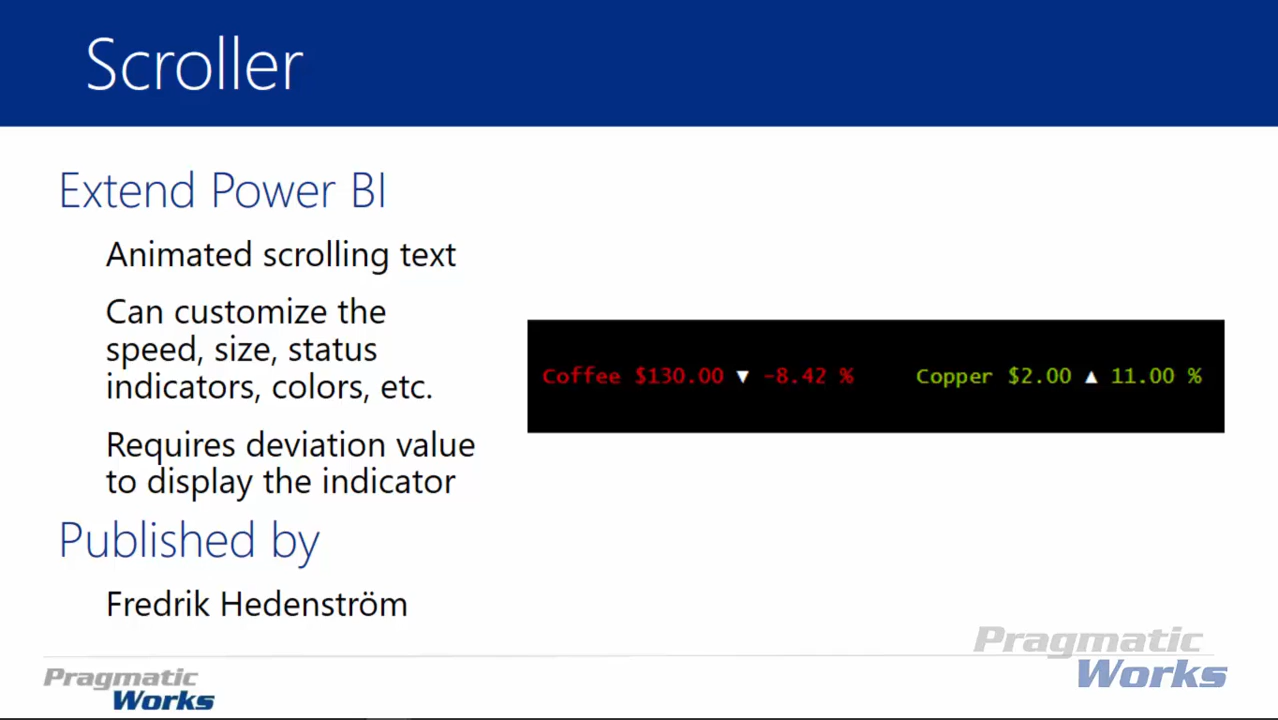 Scroller
Extend Power BI
Animated scrolling text
Can customize the
speed, size, status
indicators, colors, etc.
Requires deviation value
to display the indicator
Published by
Fredrik Hedenström
Coffee $130.00 ▼ -8.42 % Copper $2.00 ▲ 11.00 %
Pragmatic
Works
Pragmatic
Works